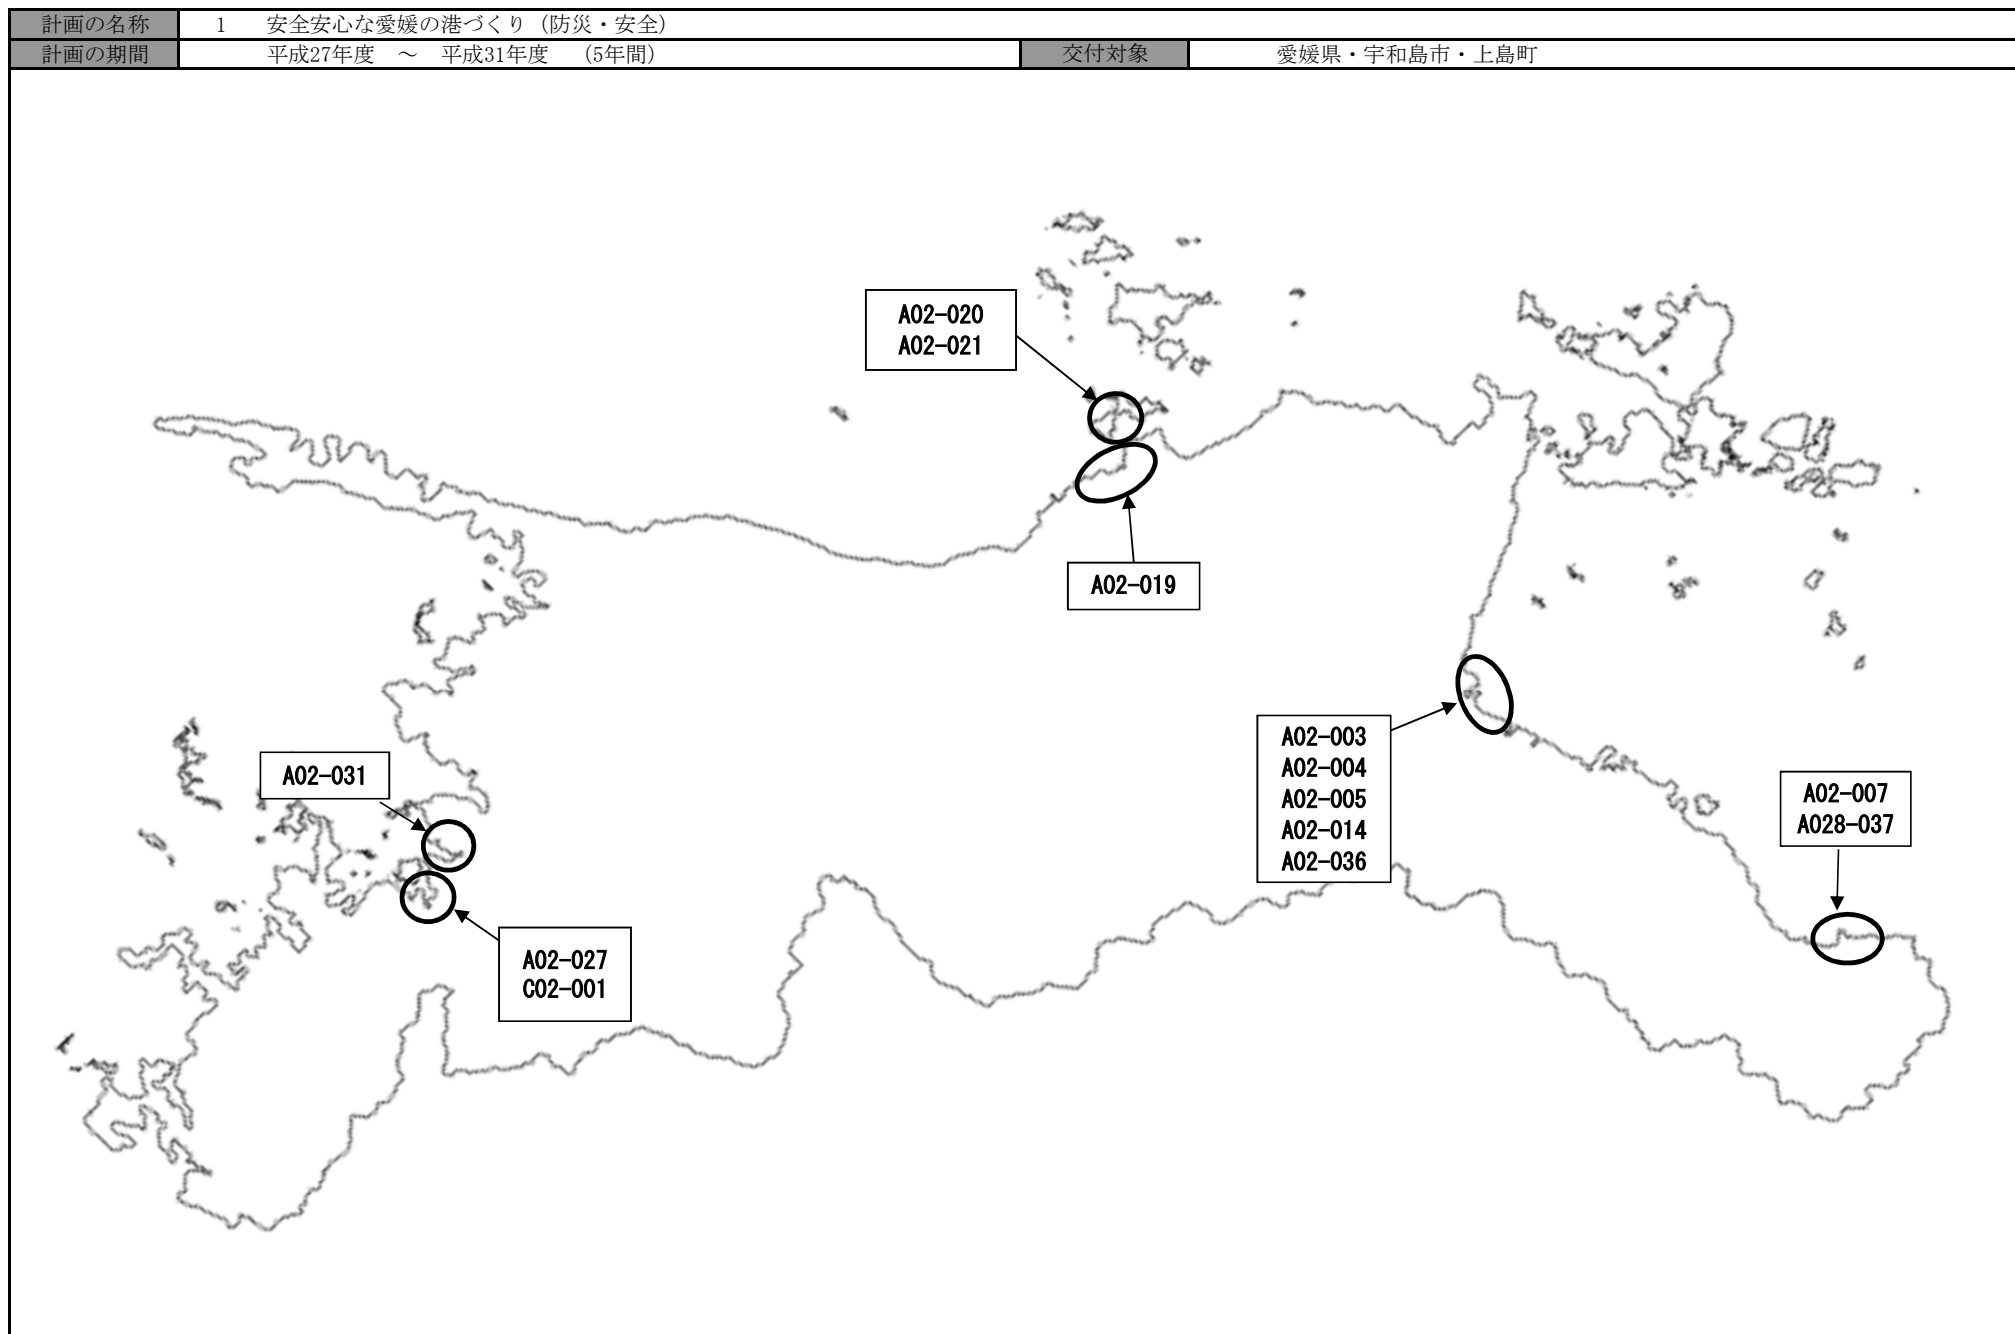 計画の名称 1 安全安心な愛媛の港づくり（防災・安全）
計画の期間 平成27年度 ～ 平成31年度 （5年間） 交付対象 愛媛県・宇和島市・上島町
A02-020
A02-021
A02-019
A02-003
A02-004
A02-005
A02-014
A02-036
A02-031
A02-007
A028-037
A02-027
C02-001